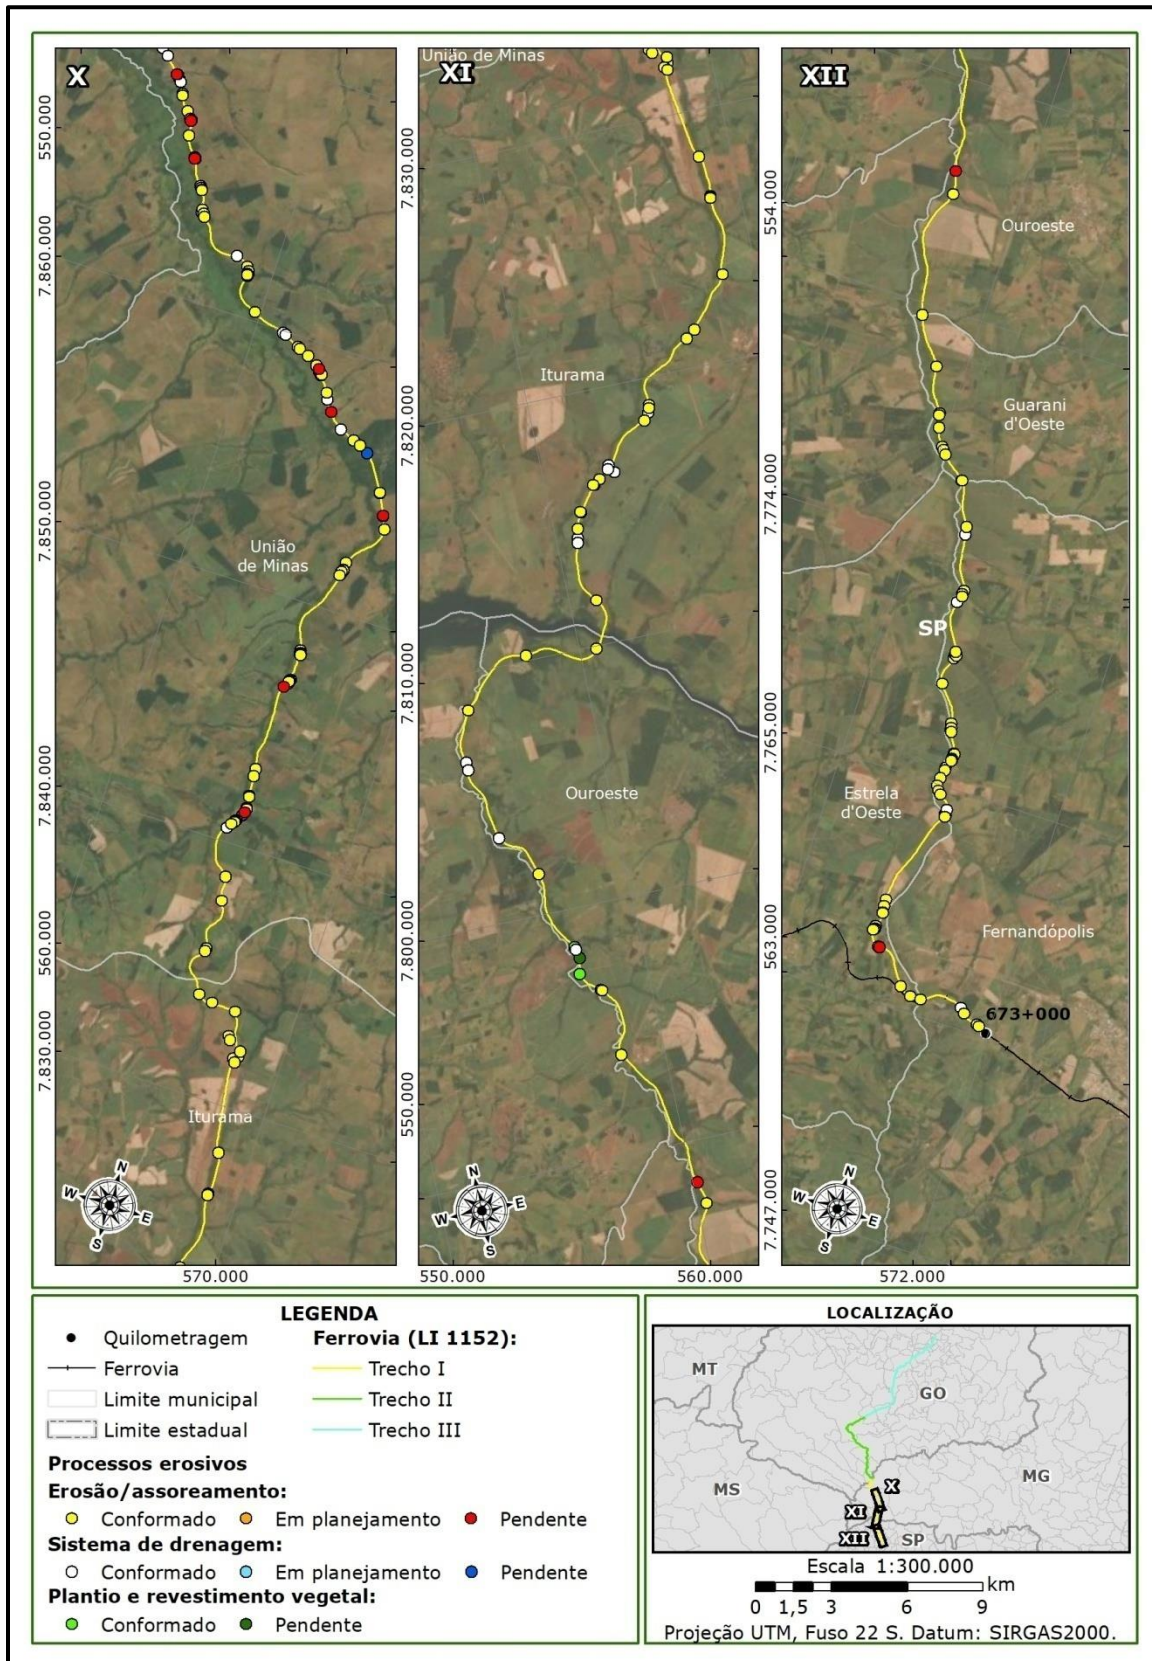 X
550.000
7.860.000
7.850.000
7.840.000
560.000
7.830.000
570.000
União
de Minas
Iturama
N
W
E
S
União de Minas
XI
7.830.000
7.820.000
7.810.000
7.800.000
550.000
550.000
560.000
Iturama
Ouroeste
N
W
E
S
XII
554.000
7.774.000
7.765.000
563.000
7.747.000
572.000
Ouroeste
Guarani
d'Oeste
SP
Estrela
d'Oeste
Fernandópolis
673+000
N
W
E
S
LEGENDA
Quilometragem
Ferrovia
Limite municipal
Limite estadual
Ferrovia (LI 1152):
Trecho I
Trecho II
Trecho III
Processos erosivos
Erosão/assoreamento:
Conformado Em planejamento Pendente
Sistema de drenagem:
Conformado Em planejamento Pendente
Plantio e revestimento vegetal:
Conformado Pendente
LOCALIZAÇÃO
MT
GO
MS
MG
X
XI
XII
SP
Escala 1:300.000
km
0 1,5 3 6 9
Projeção UTM, Fuso 22 S. Datum: SIRGAS2000.